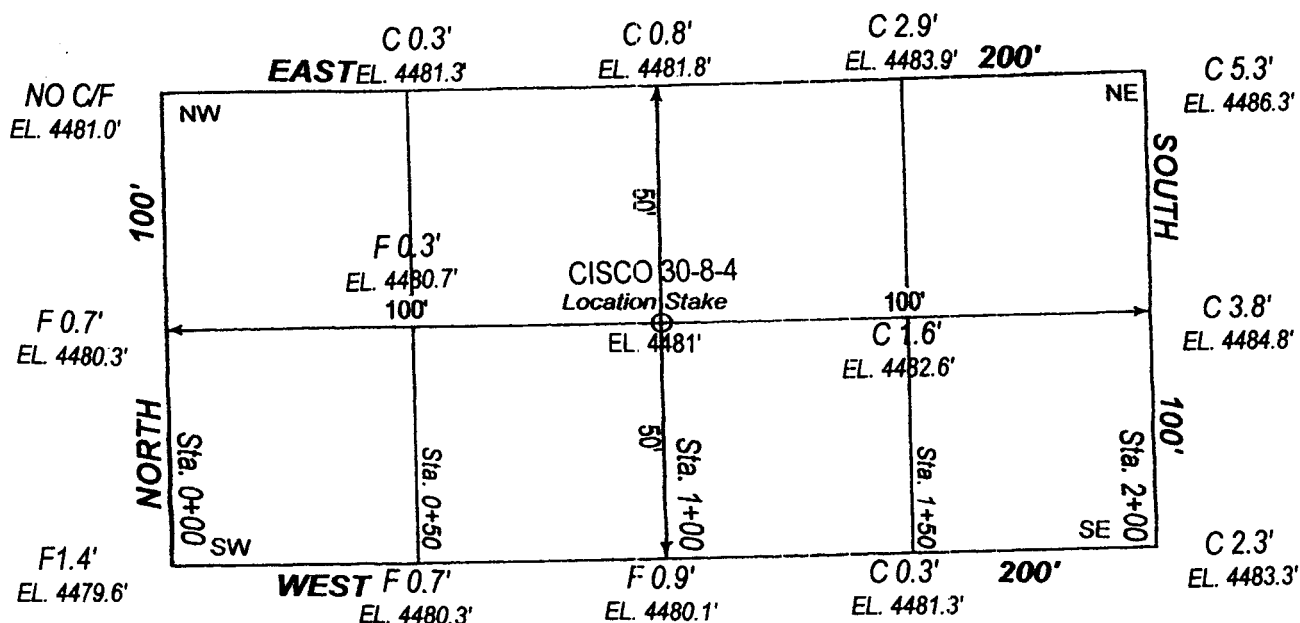 C 0.3'
C 0.8'
C 2.9'
EAST EL. 4481.3'
EL. 4481.8'
EL. 4483.9'
200'
NO C/F
EL. 4481.0'
NW
NE
C 5.3'
EL. 4486.3'
100'
50'
SOUTH
F 0.3'
EL. 4480.7'
100'
CISCO 30-8-4
Location Stake
EL. 4481'
100'
C 1.6'
EL. 4482.6'
F 0.7'
EL. 4480.3'
C 3.8'
EL. 4484.8'
NORTH
Sta. 0+00
Sta. 0+50
50'
Sta. 1+00
Sta. 1+50
Sta. 2+00
100'
SW
SE
F1.4'
EL. 4479.6'
WEST
F 0.7'
EL. 4480.3'
F 0.9'
EL. 4480.1'
C 0.3'
EL. 4481.3'
200'
C 2.3'
EL. 4483.3'